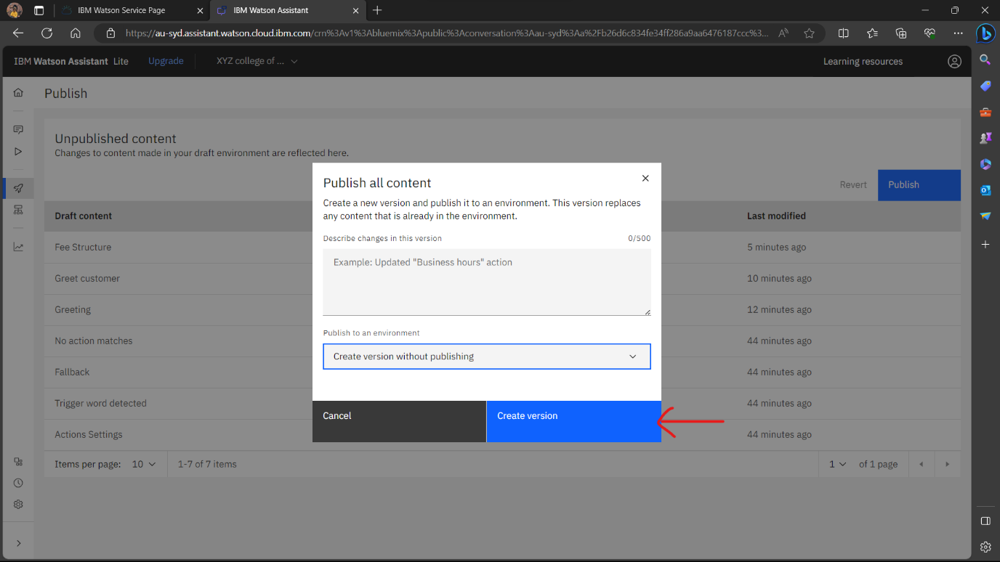 IBM Watson Service Page
IBM Watson Assistant
https://au-syd.assistant.watson.cloud.ibm.com/crn%3Av1%3Abluemix%3Apublic%3Aconversation%3Aau-syd%3Aa%2Fb26d6c834fe34ff286a9aa6476187ccc%3...
IBM Watson Assistant Lite
Upgrade
XYZ college of ...
Learning resources
Publish
Unpublished content
Changes to content made in your draft environment are reflected here.
Revert
Publish
Draft content
Last modified
Fee Structure
5 minutes ago
Greet customer
10 minutes ago
Greeting
12 minutes ago
No action matches
44 minutes ago
Fallback
44 minutes ago
Trigger word detected
44 minutes ago
Actions Settings
44 minutes ago
Items per page: 10
1-7 of 7 items
1 of 1 page
Publish all content
Create a new version and publish it to an environment. This version replaces
any content that is already in the environment.
Describe changes in this version
0/500
Example: Updated "Business hours" action
Publish to an environment
Create version without publishing
Cancel
Create version